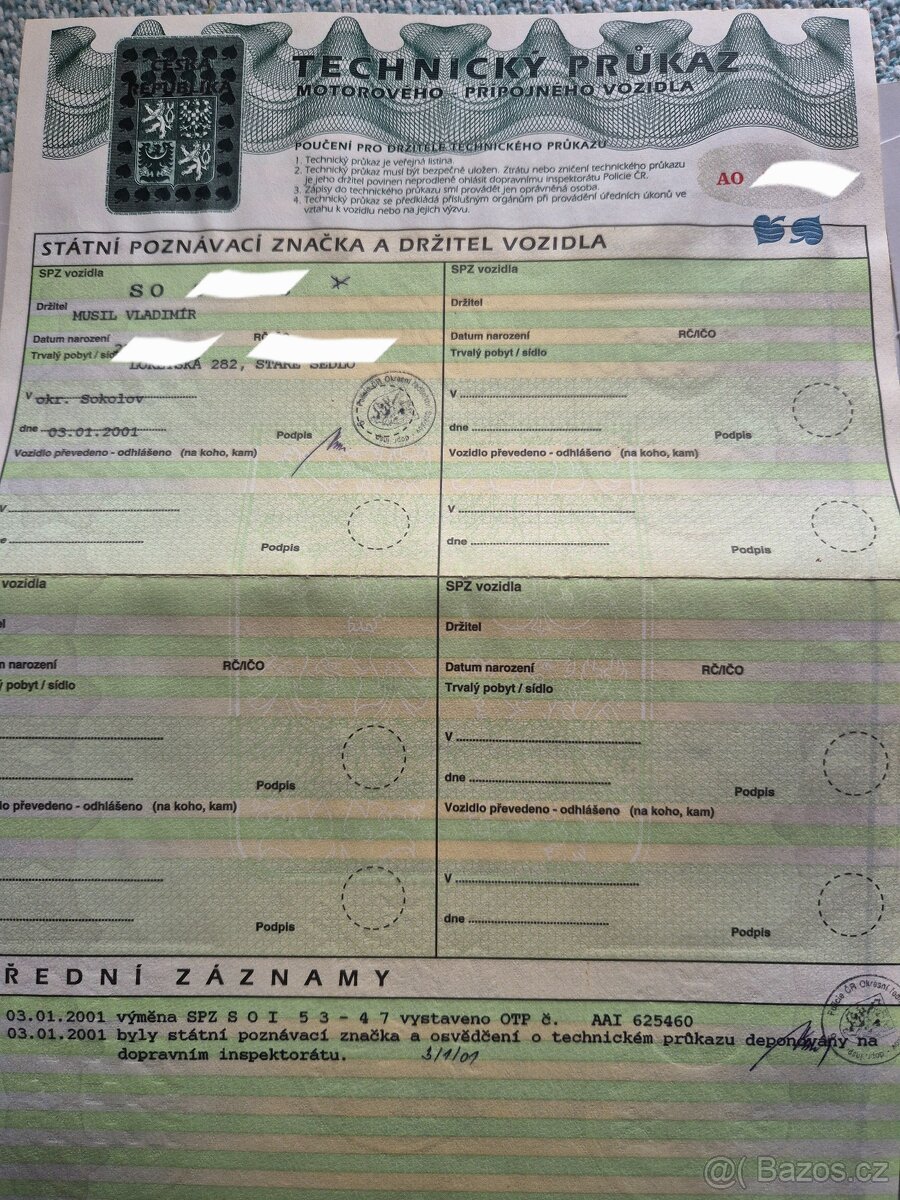 ČESKÁ
REPUBLIKA
TECHNICKÝ PRŮKAZ
MOTOROVÉHO - PŘÍPOJNÉHO VOZIDLA
POUČENÍ PRO DRŽITELE TECHNICKÉHO PRŮKAZU
1. Technický průkaz je veřejná listina.
2. Technický průkaz musí být bezpečně uložen. Ztrátu nebo zničení technického průkazu
je jeho držitel povinen neprodleně ohlásit dopravnímu inspektorátu Policie ČR.
3. Zápisy do technického průkazu smí provádět jen oprávněná osoba.
4. Technický průkaz se předkládá příslušným orgánům při provádění úředních úkonů ve
vztahu k vozidlu nebo na jejich výzvu.
AO
STÁTNÍ POZNÁVACÍ ZNAČKA A DRŽITEL VOZIDLA
SPZ vozidla
SO
Držitel
MUSIL VLADIMÍR
Datum narození RČ/IČO
Trvalý pobyt / sídlo
LOKETSKÁ 282, STARÉ SEDLO
V okr. Sokolov
dne 03.01.2001
Podpis
Vozidlo převedeno - odhlášeno (na koho, kam)
V
e
Podpis
SPZ vozidla
Držitel
Datum narození RČ/IČO
Trvalý pobyt / sídlo
V
dne
Podpis
Vozidlo převedeno - odhlášeno (na koho, kam)
V
dne
Podpis
vozidla
el
m narození RČ/IČO
ý pobyt / sídlo
Podpis
lo převedeno - odhlášeno (na koho, kam)
Podpis
SPZ vozidla
Držitel
Datum narození RČ/IČO
Trvalý pobyt / sídlo
V
dne
Podpis
Vozidlo převedeno - odhlášeno (na koho, kam)
V
dne
Podpis
ŘEDNÍ ZÁZNAMY
03.01.2001 výměna SPZ S O I 53-47 vystaveno OTP č. AAI 625460
03.01.2001 byly státní poznávací značka a osvědčení o technickém průkazu deponovány na
dopravním inspektorátu. 3/1/01
@( Bazos.cz